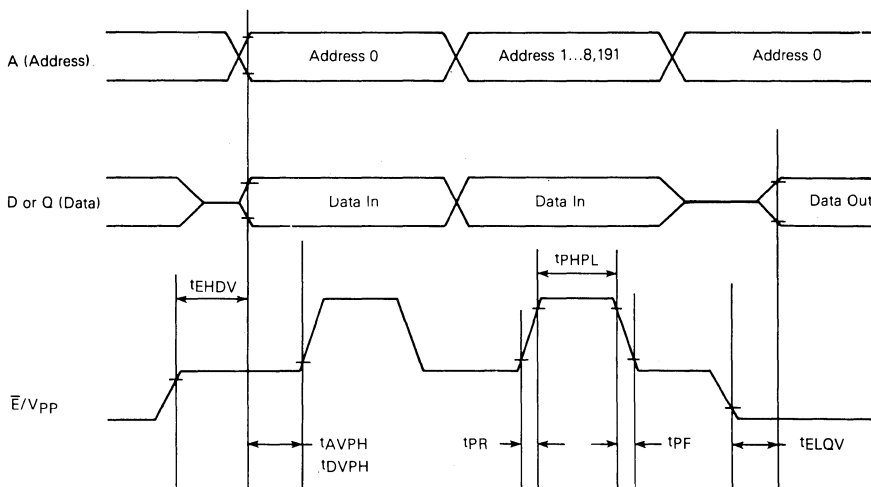 A (Address)
Address 0
Address 1...8,191
Address 0
D or Q (Data)
Data In
Data In
Data Out
tEHDV
tPHPL
E̅/VPP
tAVPH
tDVPH
tPR
tPF
tELQV